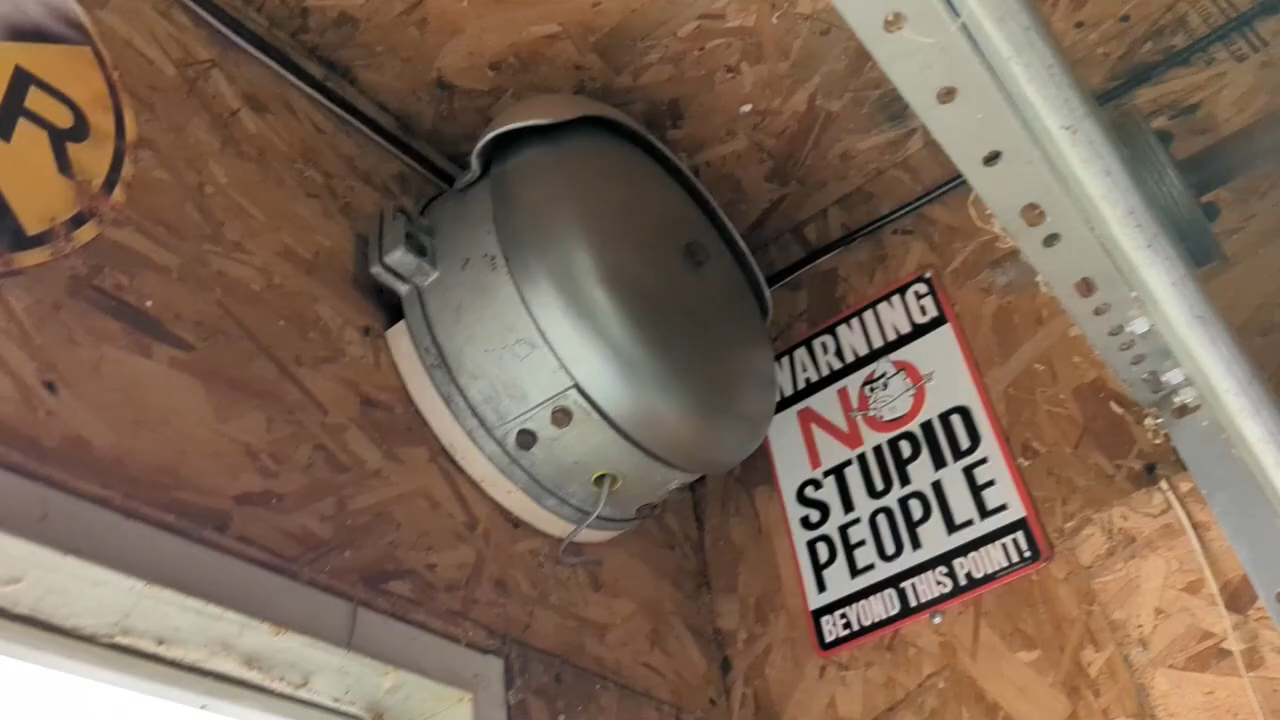 R
WARNING
NO
STUPID
PEOPLE
BEYOND THIS POINT!